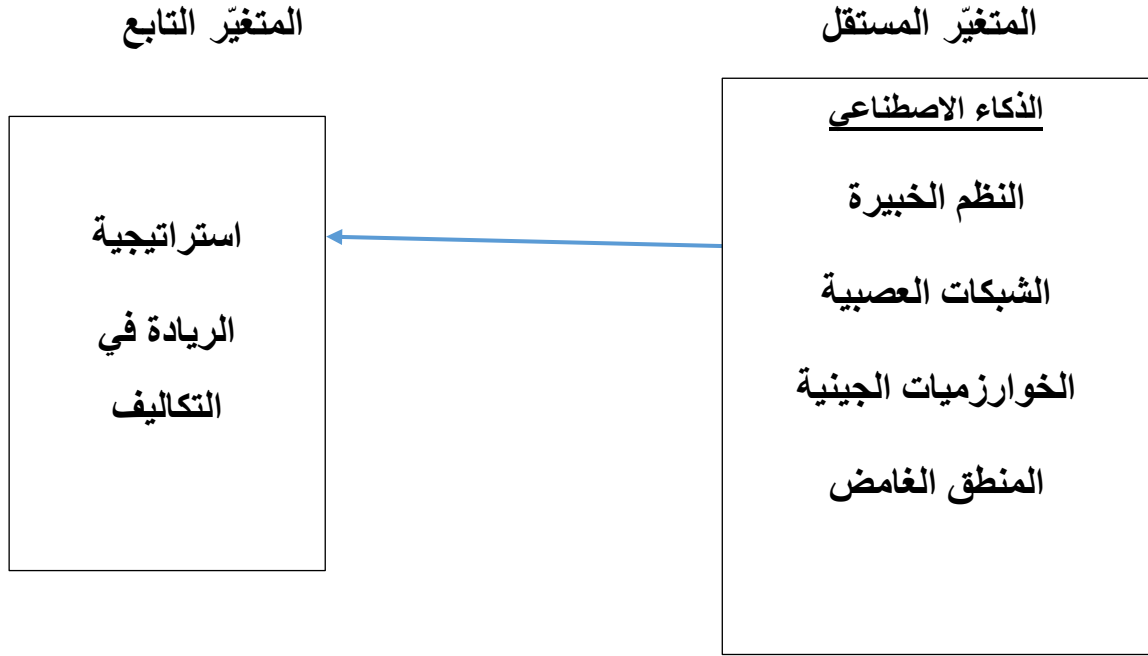 المتغيّر المستقل
المتغيّر التابع
الذكاء الاصطناعي
النظم الخبيرة
الشبكات العصبية
الخوارزميات الجينية
المنطق الغامض
استراتيجية
الريادة في
التكاليف